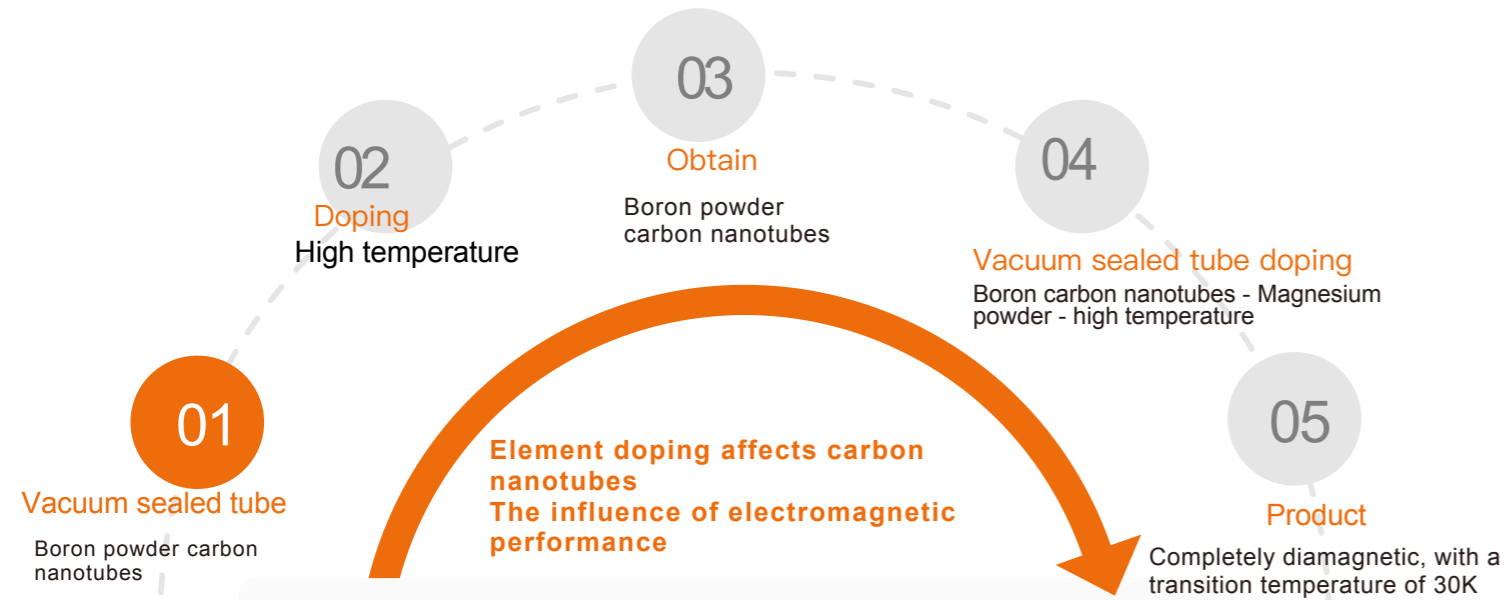 01
Vacuum sealed tube
Boron powder carbon
nanotubes
02
Doping
High temperature
03
Obtain
Boron powder
carbon nanotubes
04
Vacuum sealed tube doping
Boron carbon nanotubes - Magnesium
powder - high temperature
05
Product
Completely diamagnetic, with a
transition temperature of 30K
Element doping affects carbon
nanotubes
The influence of electromagnetic
performance